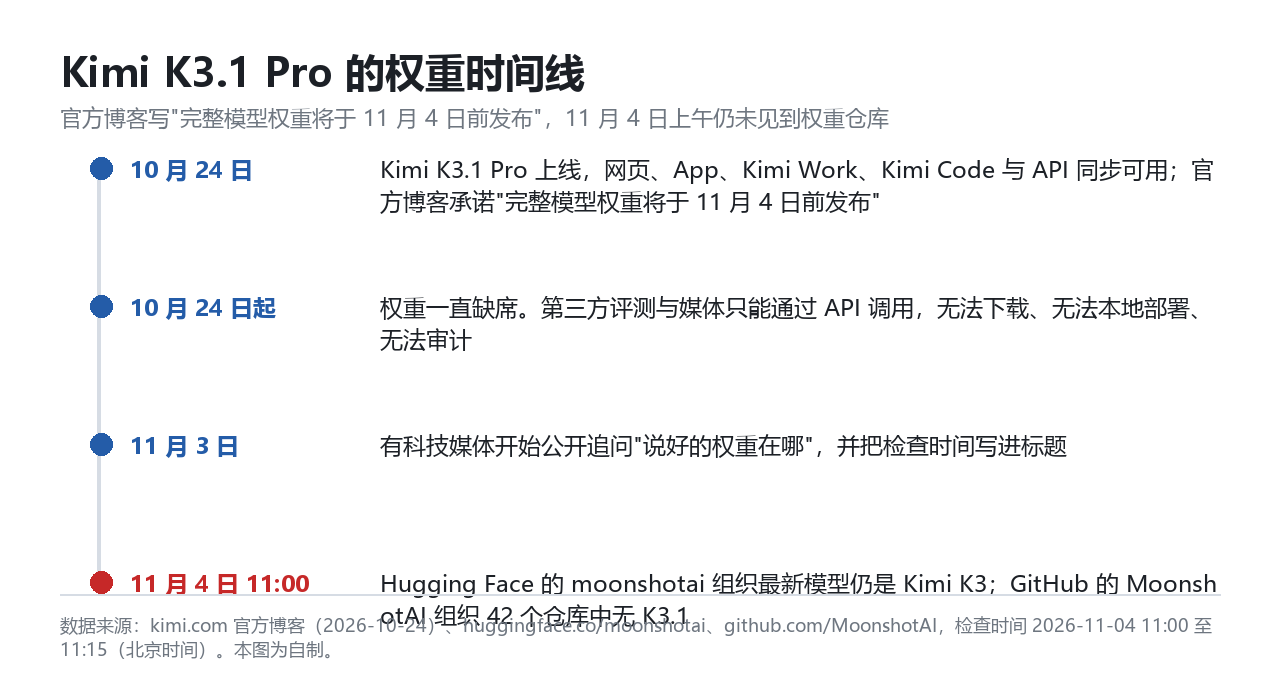 Kimi K3.1 Pro 的权重时间线
官方博客写"完整模型权重将于 11 月 4 日前发布"，11 月 4 日上午仍未见到权重仓库
10 月 24 日
Kimi K3.1 Pro 上线，网页、App、Kimi Work、Kimi Code 与 API 同步可用；官
方博客承诺"完整模型权重将于 11 月 4 日前发布"
10 月 24 日起
权重一直缺席。第三方评测与媒体只能通过 API 调用，无法下载、无法本地部署、
无法审计
11 月 3 日
有科技媒体开始公开追问"说好的权重在哪"，并把检查时间写进标题
11 月 4 日 11:00
Hugging Face 的 moonshotai 组织最新模型仍是 Kimi K3；GitHub 的 Moonsh
otAI 组织 42 个仓库中无 K3.1
数据来源：kimi.com 官方博客（2026-10-24）、huggingface.co/moonshotai、github.com/MoonshotAI，检查时间 2026-11-04 11:00 至
11:15（北京时间）。本图为自制。